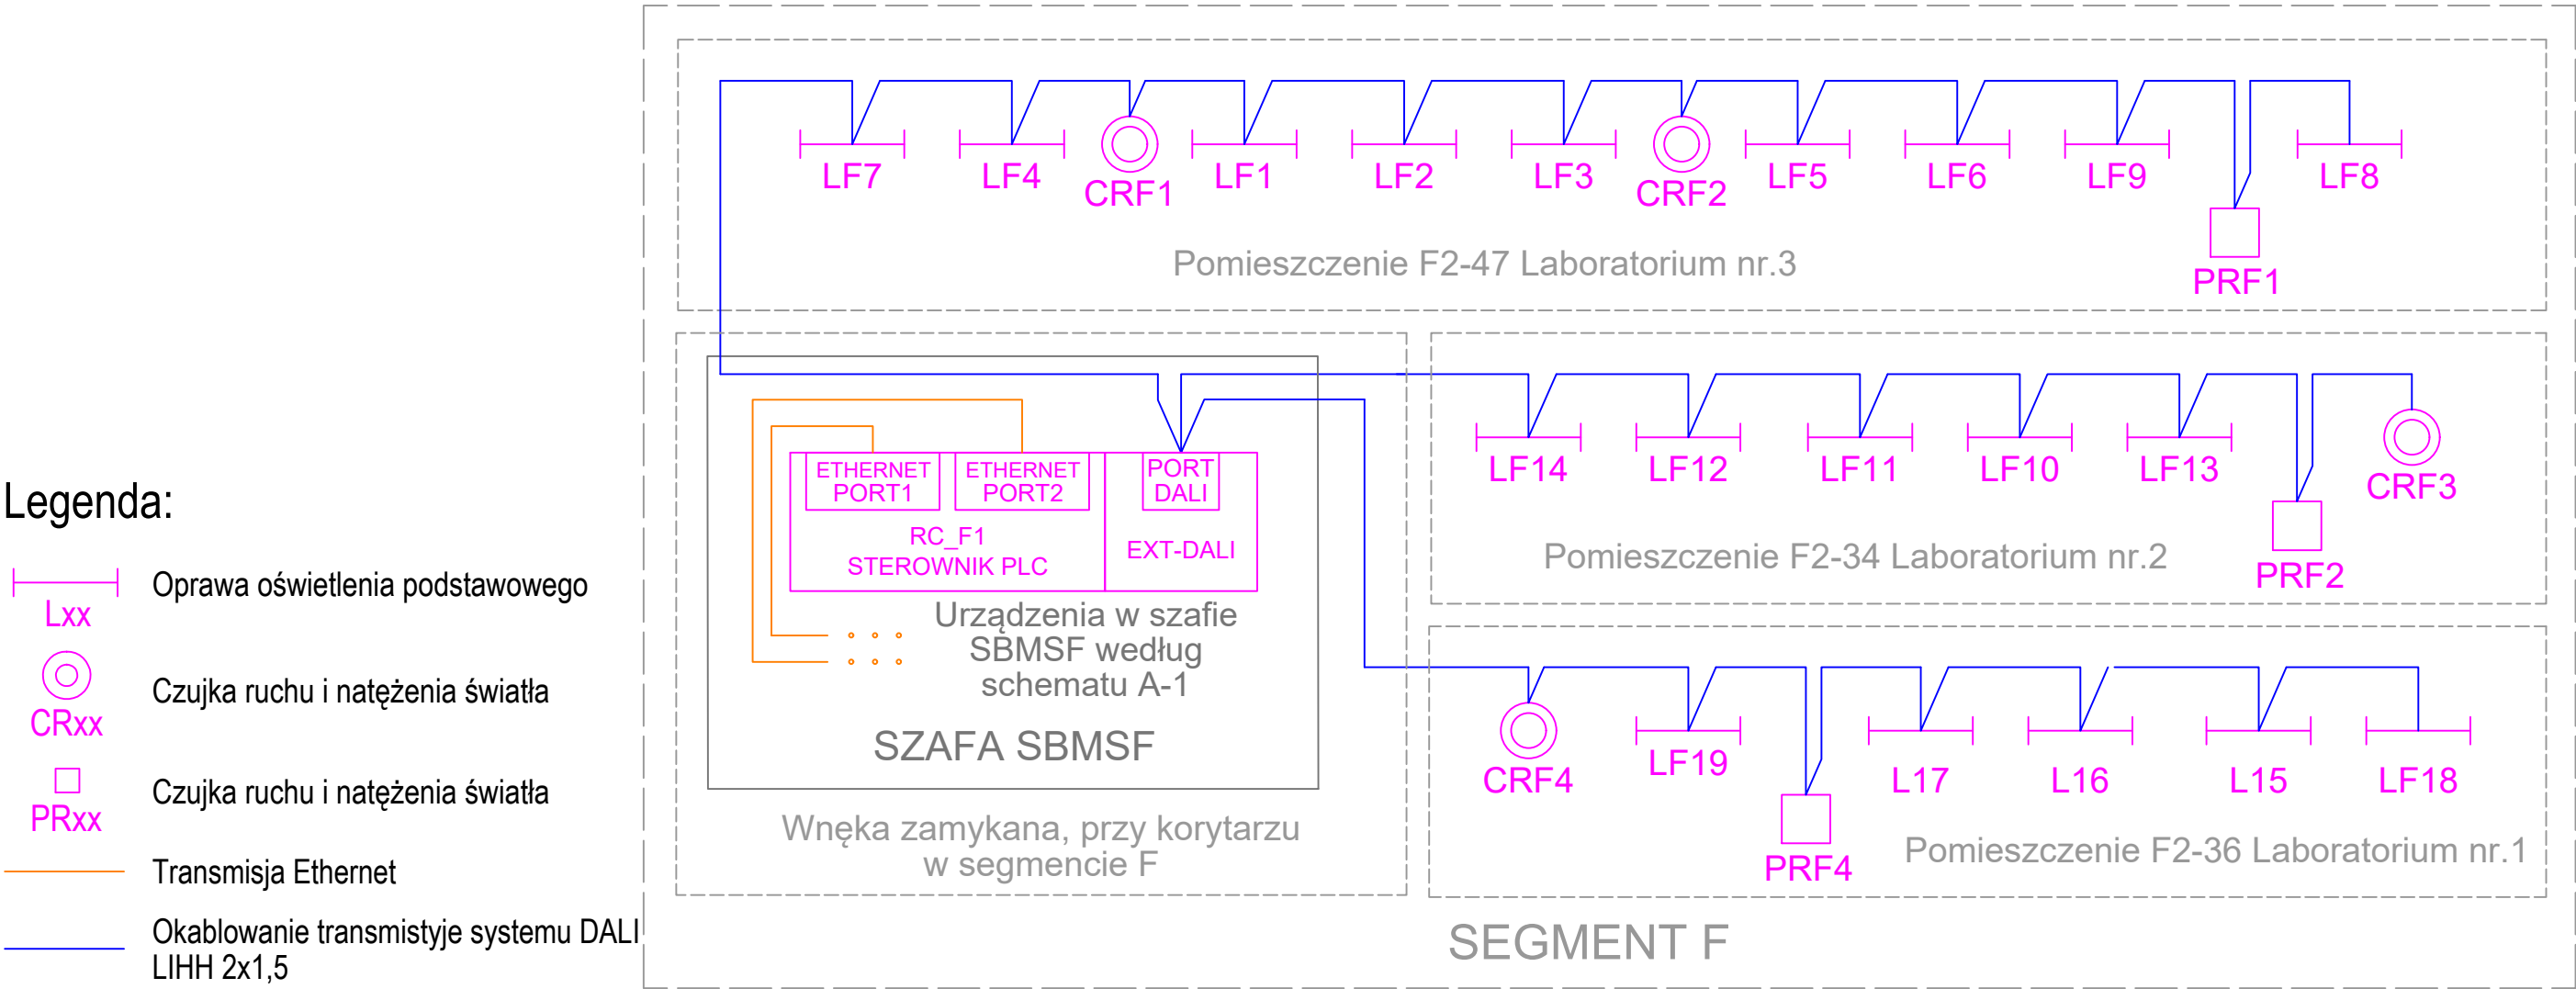 LF7
LF4
CRF1
LF1
LF2
LF3
CRF2
LF5
LF6
LF9
PRF1
LF8
Pomieszczenie F2-47 Laboratorium nr.3
ETHERNET
PORT1
ETHERNET
PORT2
PORT
DALI
RC_F1
STEROWNIK PLC
EXT-DALI
Urządzenia w szafie
SBMSF według
schematu A-1
SZAFA SBMSF
Wnęka zamykana, przy korytarzu
w segmencie F
LF14
LF12
LF11
LF10
LF13
PRF2
CRF3
Pomieszczenie F2-34 Laboratorium nr.2
CRF4
LF19
PRF4
L17
L16
L15
LF18
Pomieszczenie F2-36 Laboratorium nr.1
SEGMENT F
Legenda:
Lxx
Oprawa oświetlenia podstawowego
CRxx
Czujka ruchu i natężenia światła
PRxx
Czujka ruchu i natężenia światła
Transmisja Ethernet
Okablowanie transmistyje systemu DALI
LIHH 2x1,5